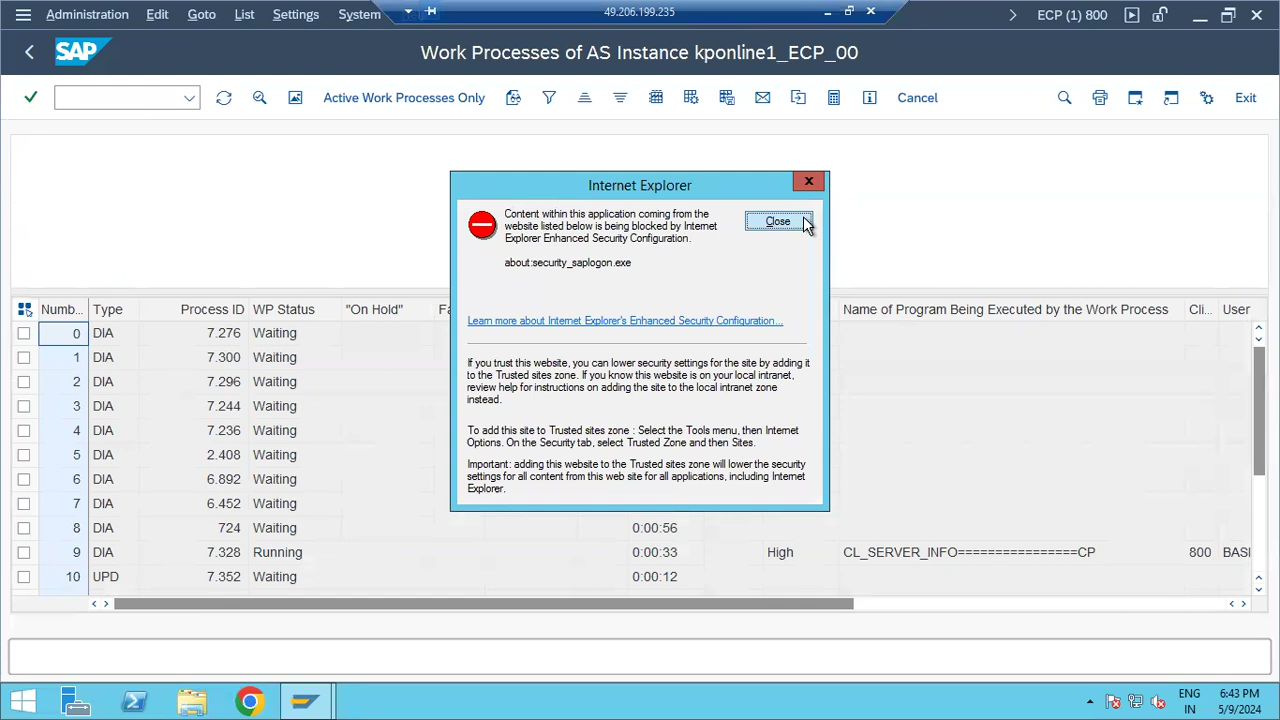 Administration Edit Goto List Settings System 49.206.199.235 ECP (1) 800
SAP Work Processes of AS Instance kponline1_ECP_00
Active Work Processes Only Cancel Exit
Internet Explorer x
Content within this application coming from the
website listed below is being blocked by Internet
Explorer Enhanced Security Configuration.
Close
about:security_saplogon.exe
Learn more about Internet Explorer's Enhanced Security Configuration...
If you trust this website, you can lower security settings for the site by adding it
to the Trusted sites zone. If you know this website is on your local intranet,
review help for instructions on adding the site to the local intranet zone
instead.
To add this site to Trusted sites zone : Select the Tools menu, then Internet
Options. On the Security tab, select Trusted Zone and then Sites.
Important: adding this website to the Trusted sites zone will lower the security
settings for all content from this web site for all applications, including Internet
Explorer.
Numb... Type Process ID WP Status "On Hold" Fa Name of Program Being Executed by the Work Process Cli... User
0 DIA 7.276 Waiting
1 DIA 7.300 Waiting
2 DIA 7.296 Waiting
3 DIA 7.244 Waiting
4 DIA 7.236 Waiting
5 DIA 2.408 Waiting
6 DIA 6.892 Waiting
7 DIA 6.452 Waiting
8 DIA 724 Waiting 0:00:56
9 DIA 7.328 Running 0:00:33 High CL_SERVER_INFO================CP 800 BASI
10 UPD 7.352 Waiting 0:00:12
ENG 6:43 PM
IN 5/9/2024